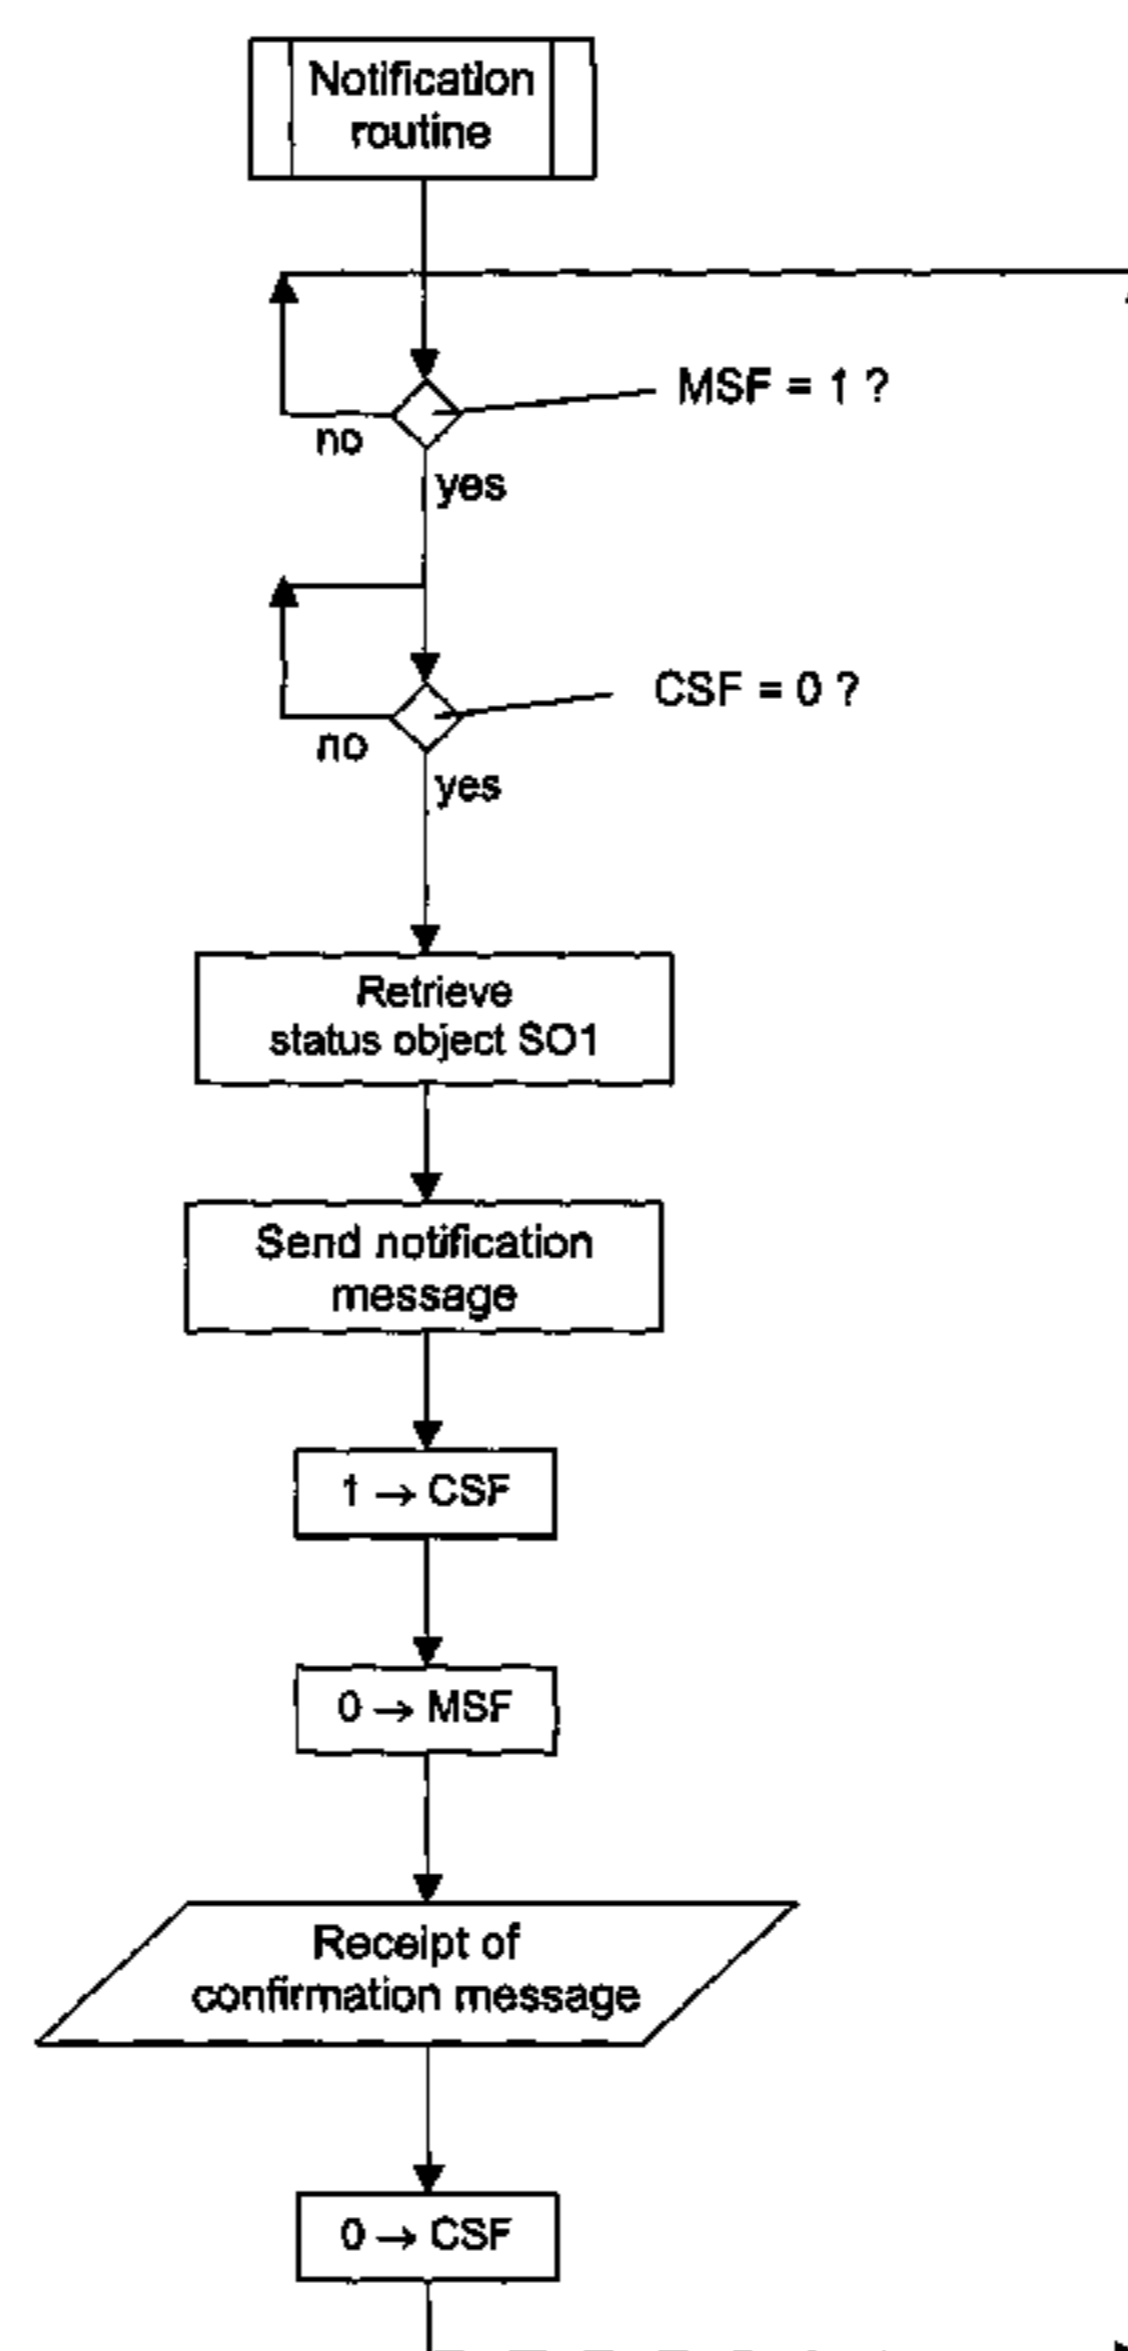 Notification
routine
MSF = 1 ?
no
yes
CSF = 0 ?
no
yes
Retrieve
status object SO1
Send notification
message
1 → CSF
0 → MSF
Receipt of
confirmation message
0 → CSF